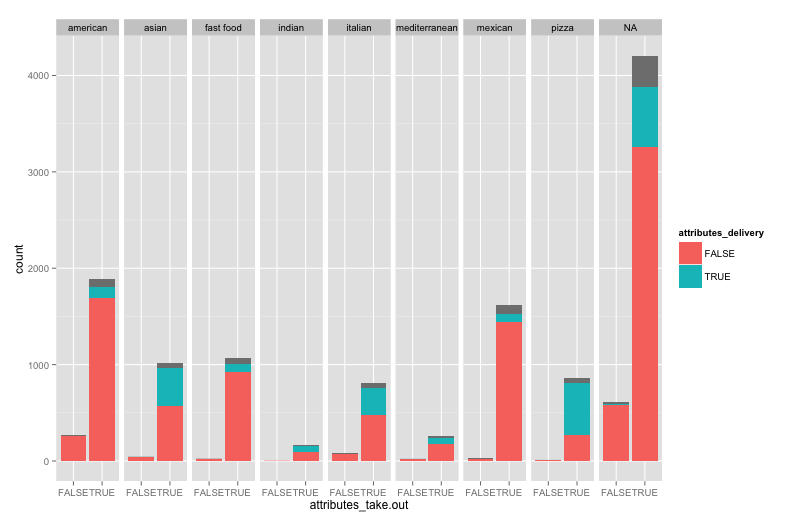 american asian fast food indian italian mediterranean mexican pizza NA
4000
3000
2000
1000
0
count
FALSETRUE FALSETRUE FALSETRUE FALSETRUE FALSETRUE FALSETRUE FALSETRUE FALSETRUE FALSETRUE
attributes_take.out
attributes_delivery
FALSE
TRUE